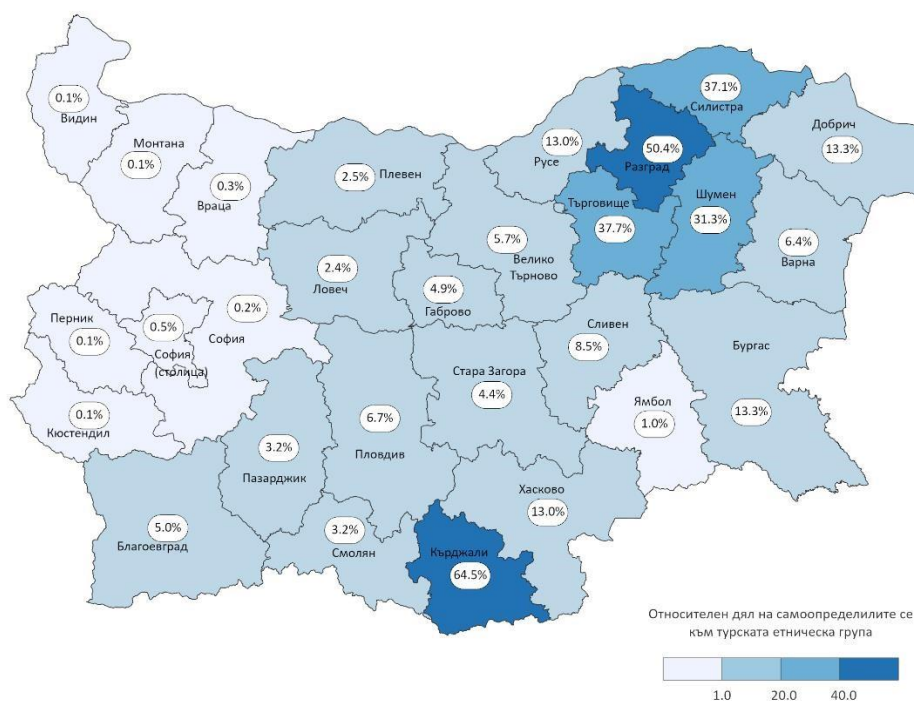 37.1%
Силистра
0.1%
Видин
Добрич
13.3%
13.0%
Русе
50.4%
Разград
Монтана
0.1%
2.5%
Плевен
0.3%
Враца
Търговище
37.7%
Шумен
31.3%
5.7%
Велико
Търново
6.4%
Варна
2.4%
Ловеч
4.9%
Габрово
0.2%
София
Перник
0.1%
0.5%
София
(столица)
Сливен
8.5%
Бургас
13.3%
Стара Загора
4.4%
Ямбол
1.0%
0.1%
Кюстендил
6.7%
Пловдив
3.2%
Пазарджик
Хасково
13.0%
5.0%
Благоевград
3.2%
Смолян
Кърджали
64.5%
Относителен дял на самоопределилите се
към турската етническа група
1.0 20.0 40.0